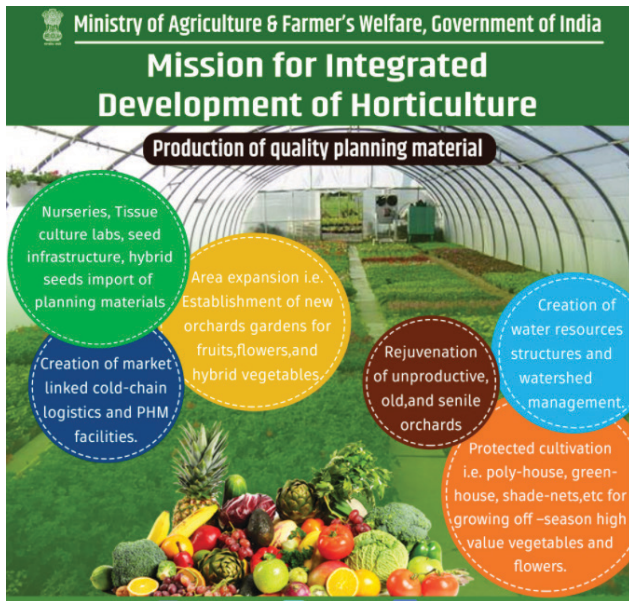 Ministry of Agriculture & Farmer's Welfare, Government of India
Mission for Integrated
Development of Horticulture
Production of quality planning material
Nurseries, Tissue
culture labs, seed
infrastructure, hybrid
seeds import of
planning materials
Area expansion i.e.
Establishment of new
orchards gardens for
fruits,flowers,and
hybrid vegetables.
Creation of market
linked cold-chain
logistics and PHM
facilities.
Rejuvenation
of unproductive,
old,and senile
orchards
Creation of
water resources
structures and
watershed
management.
Protected cultivation
i.e. poly-house, green-
house, shade-nets,etc for
growing off –season high
value vegetables and
flowers.